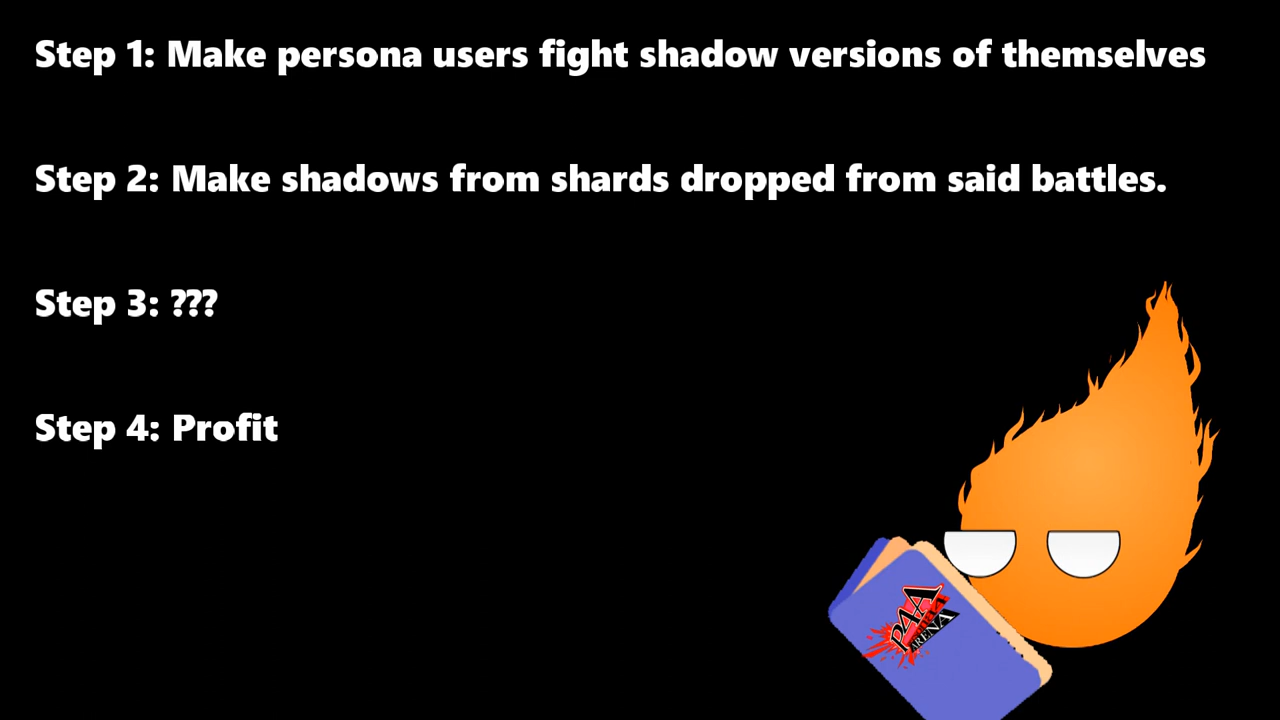 Step 1: Make persona users fight shadow versions of themselves
Step 2: Make shadows from shards dropped from said battles.
Step 3: ???
Step 4: Profit
P4A
ARENA